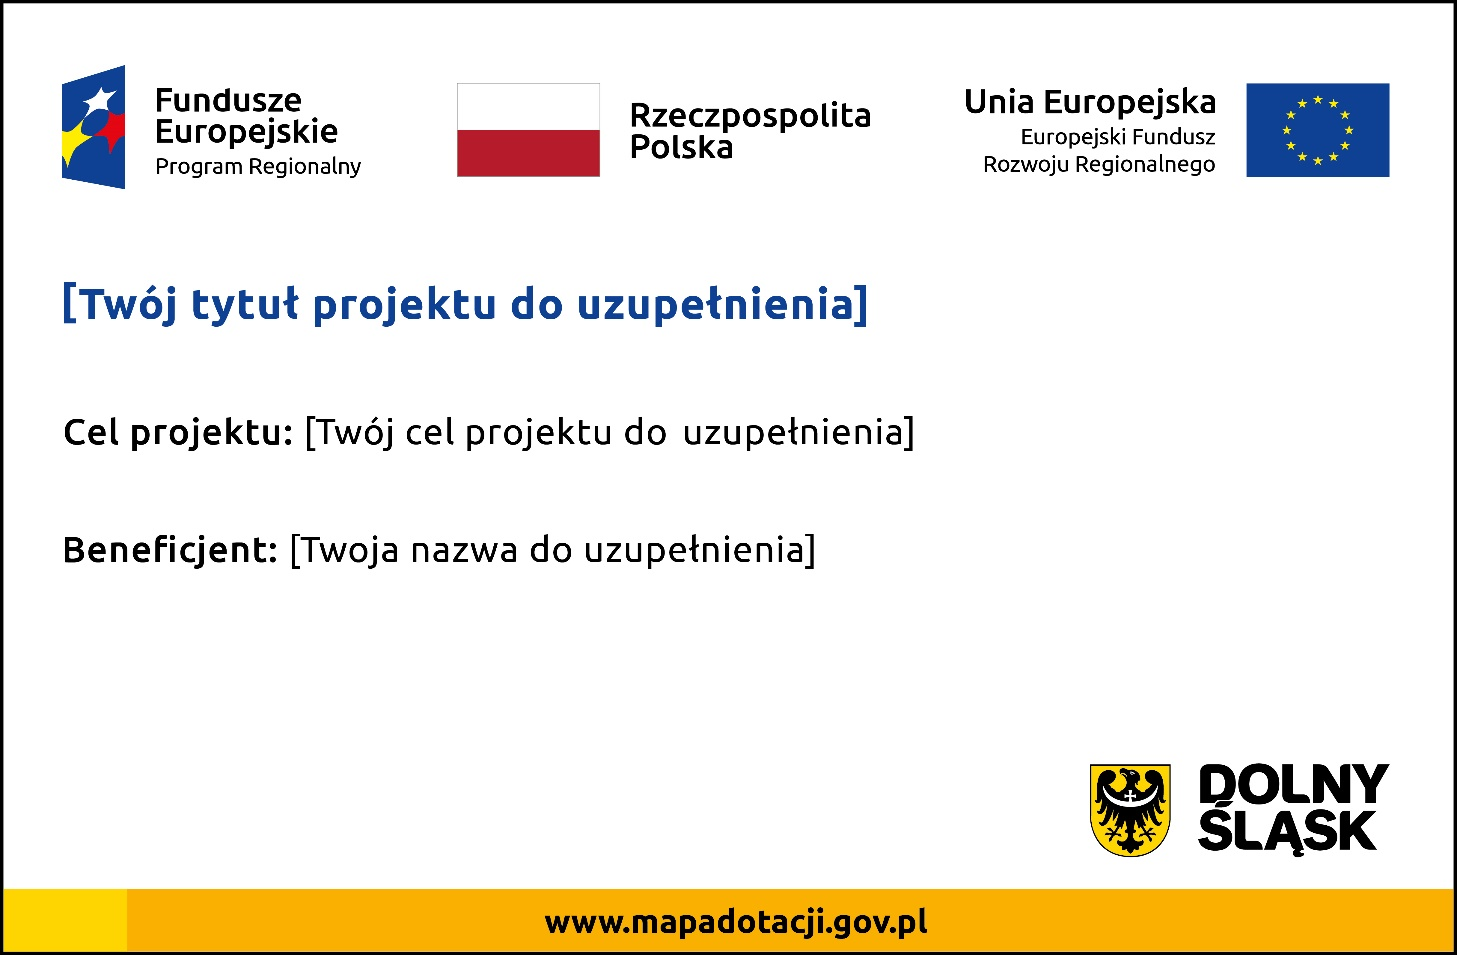 Fundusze
Europejskie
Program Regionalny
Rzeczpospolita
Polska
Unia Europejska
Europejski Fundusz
Rozwoju Regionalnego
[Twój tytuł projektu do uzupełnienia]
Cel projektu: [Twój cel projektu do uzupełnienia]
Beneficjent: [Twoja nazwa do uzupełnienia]
DOLNY
ŚLĄSK
www.mapadotacji.gov.pl